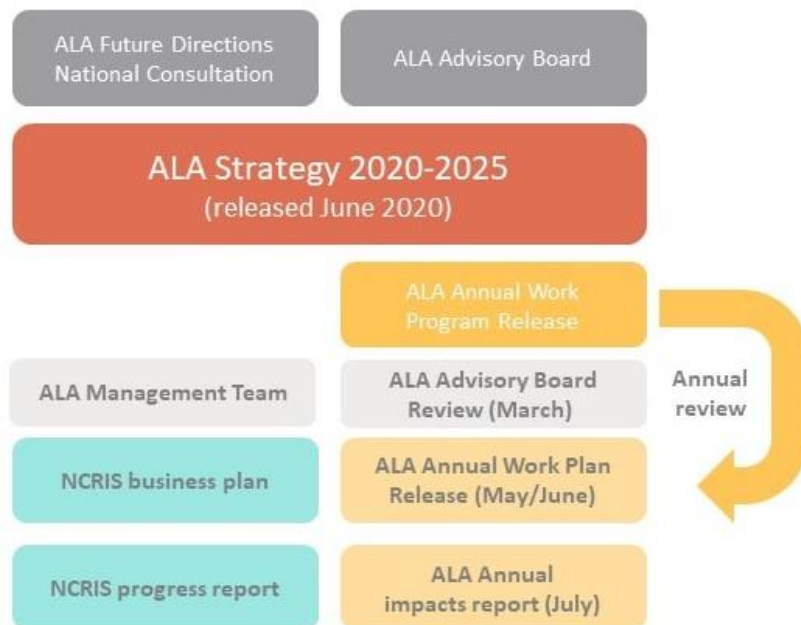 ALA Future Directions
National Consultation
ALA Advisory Board
ALA Strategy 2020-2025
(released June 2020)
ALA Annual Work
Program Release
ALA Management Team
ALA Advisory Board
Review (March)
Annual
review
NCRIS business plan
ALA Annual Work Plan
Release (May/June)
NCRIS progress report
ALA Annual
impacts report (July)